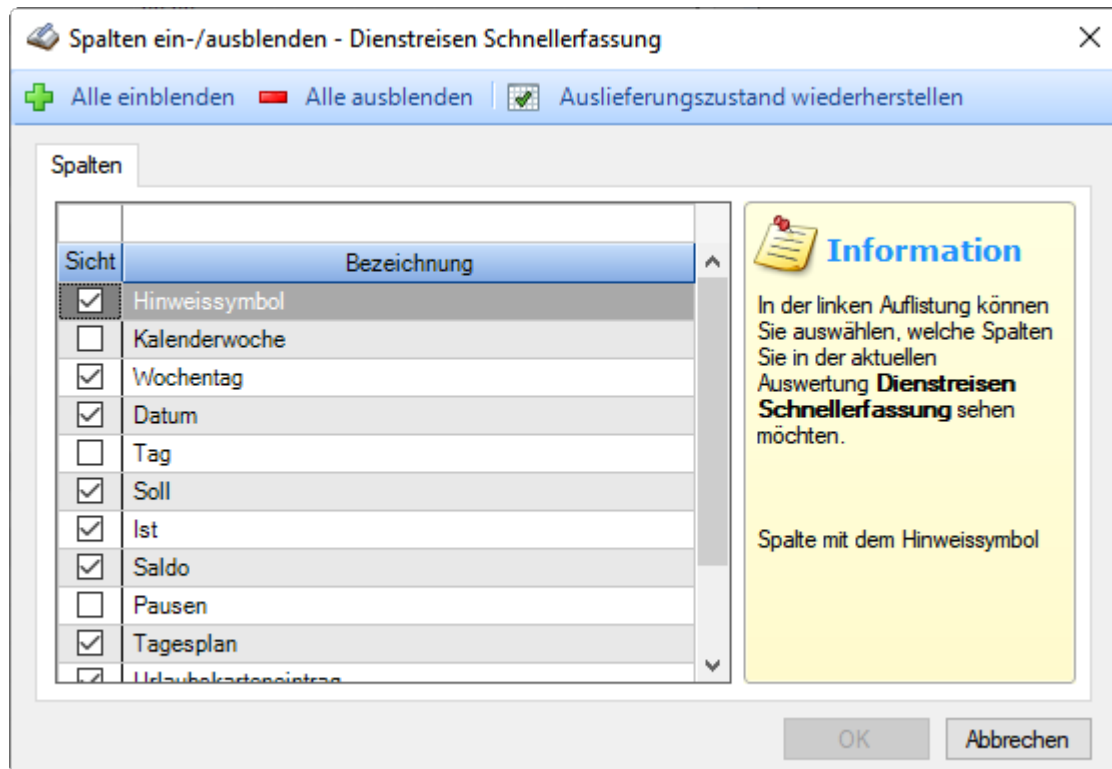 Spalten ein-/ausblenden - Dienstreisen Schnellerfassung
Alle einblenden Alle ausblenden Auslieferungszustand wiederherstellen
Spalten
Sicht Bezeichnung
Hinweissymbol
Kalenderwoche
Wochentag
Datum
Tag
Soll
Ist
Saldo
Pausen
Tagesplan
Urlaubskarteneintrag
Information
In der linken Auflistung können
Sie auswählen, welche Spalten
Sie in der aktuellen
Auswertung Dienstreisen
Schnellerfassung sehen
möchten.
Spalte mit dem Hinweissymbol
OK Abbrechen